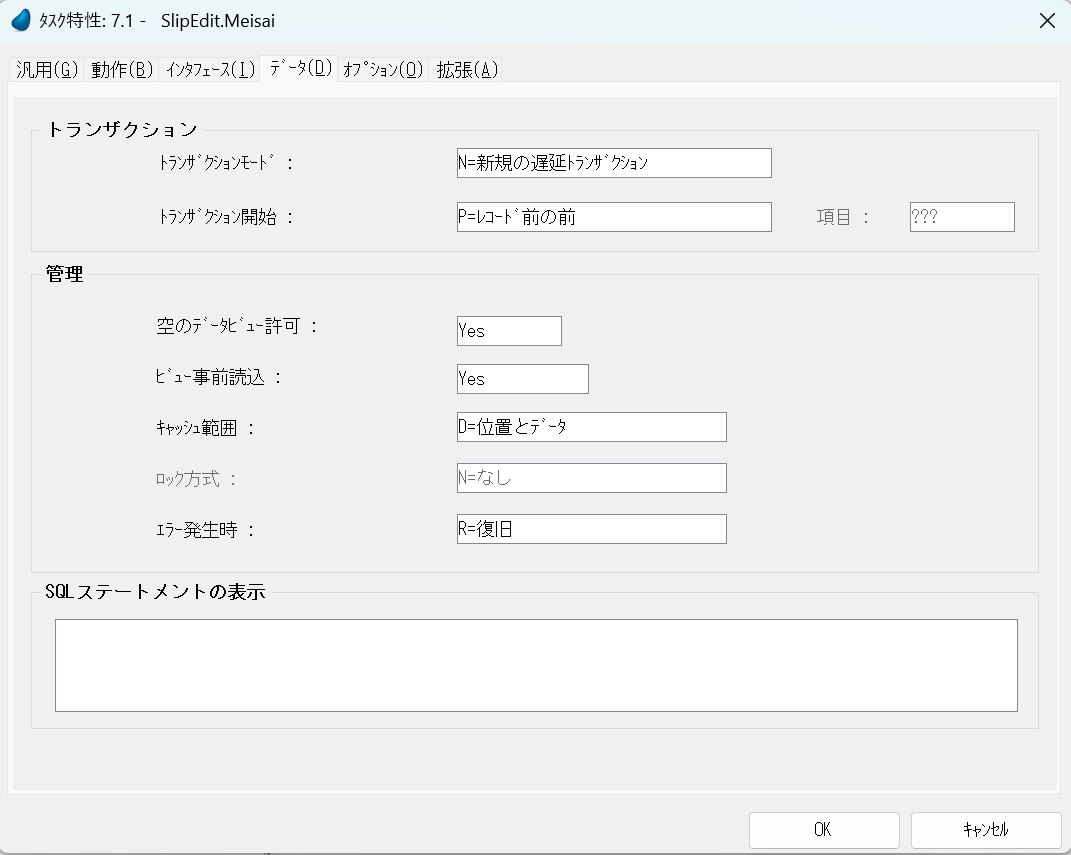 ﾀｽｸ特性: 7.1 - SlipEdit.Meisai
汎用(G) 動作(B) ｲﾝﾀﾌｪｰｽ(I) ﾃﾞｰﾀ(D) ｵﾌﾟｼｮﾝ(O) 拡張(A)
トランザクション
ﾄﾗﾝｻﾞｸｼｮﾝﾓｰﾄﾞ : N=新規の遅延ﾄﾗﾝｻﾞｸｼｮﾝ
ﾄﾗﾝｻﾞｸｼｮﾝ開始 : P=ﾚｺｰﾄﾞ前の前 項目 : ???
管理
空のﾃﾞｰﾀﾋﾞｭｰ許可 : Yes
ﾋﾞｭｰ事前読込 : Yes
ｷｬｯｼｭ範囲 : D=位置とﾃﾞｰﾀ
ﾛｯｸ方式 : N=なし
ｴﾗｰ発生時 : R=復旧
SQLステートメントの表示
OK ｷｬﾝｾﾙ